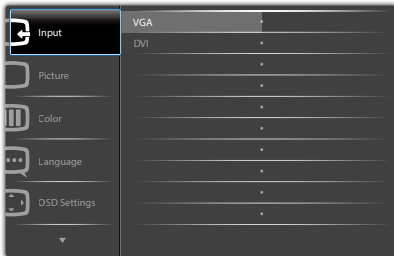 Input
VGA
DVI
Picture
Color
Language
OSD Settings